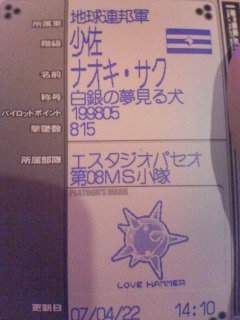 所属軍 地球連邦軍
階級 少佐
名前 ナオキ・サク
称号 白銀の夢見る犬
パイロットポイント 199805
撃墜数 815
所属部隊 エスタジオパセオ
第08MS小隊
PLATOON'S MARK
LOVE HAMMER
更新日 07/04/22 14:10